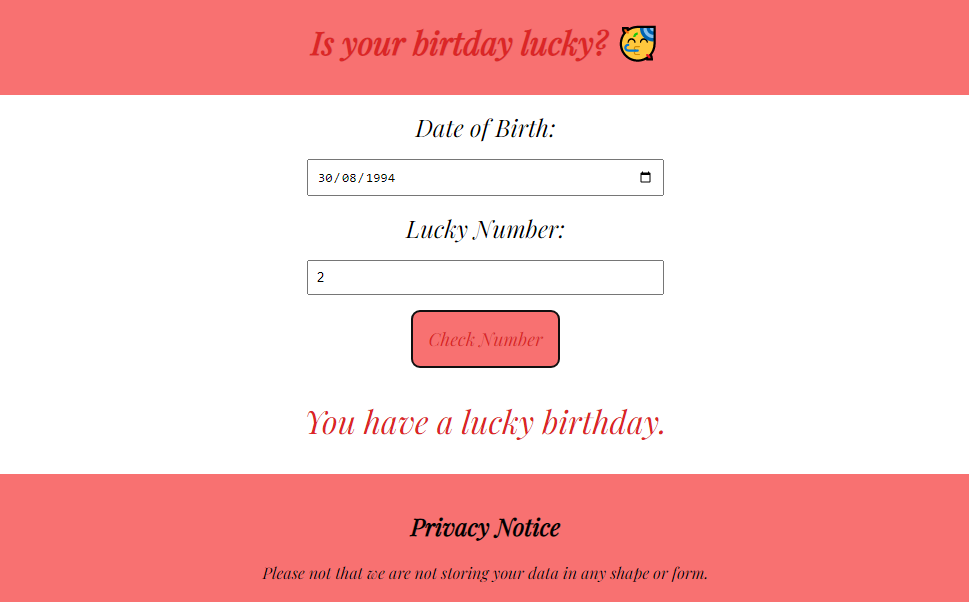 Is your birtday lucky? 🥳
Date of Birth:
30/08/1994
Lucky Number:
2
Check Number
You have a lucky birthday.
Privacy Notice
Please not that we are not storing your data in any shape or form.